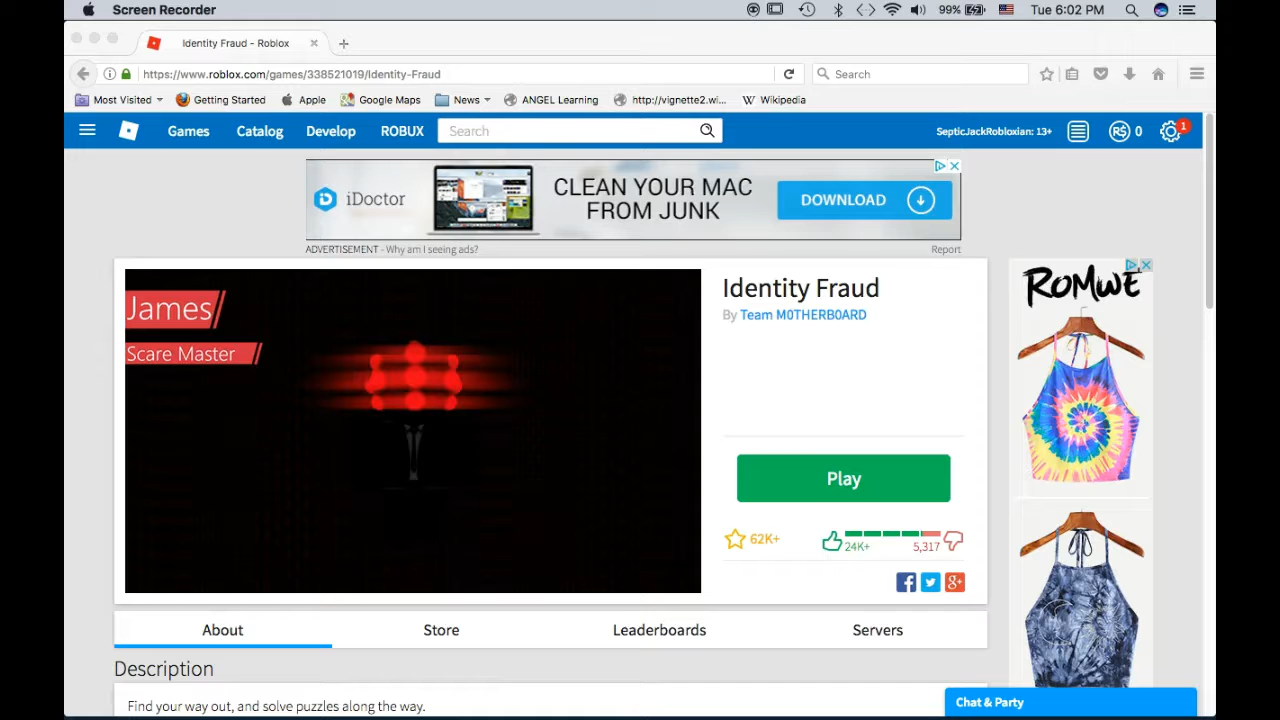 Screen Recorder
99%
Tue 6:02 PM
Identity Fraud - Roblox
https://www.roblox.com/games/338521019/Identity-Fraud
Search
Most Visited
Getting Started
Apple
Google Maps
News
ANGEL Learning
http://vignette2.wi...
Wikipedia
Games
Catalog
Develop
ROBUX
Search
SepticJackRobloxian: 13+
R$ 0
1
iDoctor
CLEAN YOUR MAC
FROM JUNK
DOWNLOAD
ADVERTISEMENT - Why am I seeing ads?
Report
James
Scare Master
Identity Fraud
By Team M0THERB0ARD
Play
62K+
24K+
5,317
ROMWE
About
Store
Leaderboards
Servers
Description
Find your way out, and solve puzzles along the way.
Chat & Party